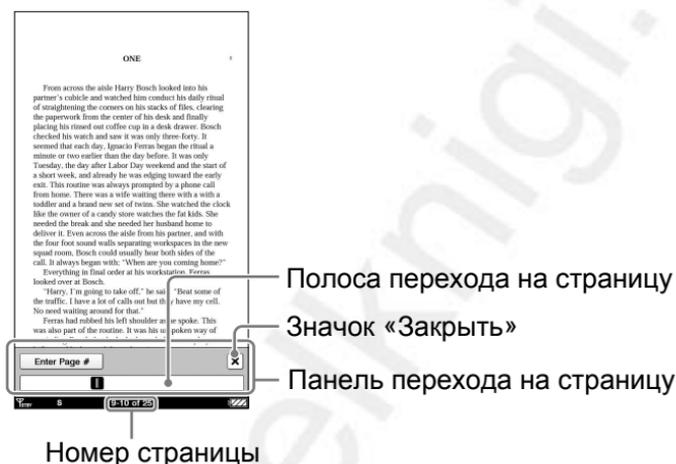 ONE
From across the aisle Harry Bosch looked into his
partner's cubicle and watched him conduct his daily ritual
of straightening the corners on his stacks of files, clearing
the paperwork from the center of his desk and finally
placing his rinsed out coffee cup in a desk drawer. Bosch
checked his watch and saw it was only three-forty. It
seemed that each day, Ignacio Ferras began the ritual a
minute or two earlier than the day before. It was only
Tuesday, the day after Labor Day weekend and the start of
a short week, and already he was edging toward the early
exit. This routine was always prompted by a phone call
from home. There was a wife waiting there with a with a
toddler and a brand new set of twins. She watched the clock
like the owner of a candy store watches the fat kids. She
needed the break and she needed her husband home to
deliver it. Even across the aisle from his partner, and with
the four foot sound walls separating workspaces in the new
squad room, Bosch could usually hear both sides of the
call. It always began with: "When are you coming home?"
Everything in final order at his workstation, Ferras
looked over at Bosch.
"Harry, I'm going to take off," he sai "Beat some of
the traffic. I have a lot of calls out but th y have my cell.
No need waiting around for that."
Ferras had rubbed his left shoulder as he spoke. This
was also part of the routine. It was his un poken way of
Полоса перехода на страницу
Значок «Закрыть»
Enter Page #
X
Панель перехода на страницу
S
9-10 of 25
Номер страницы